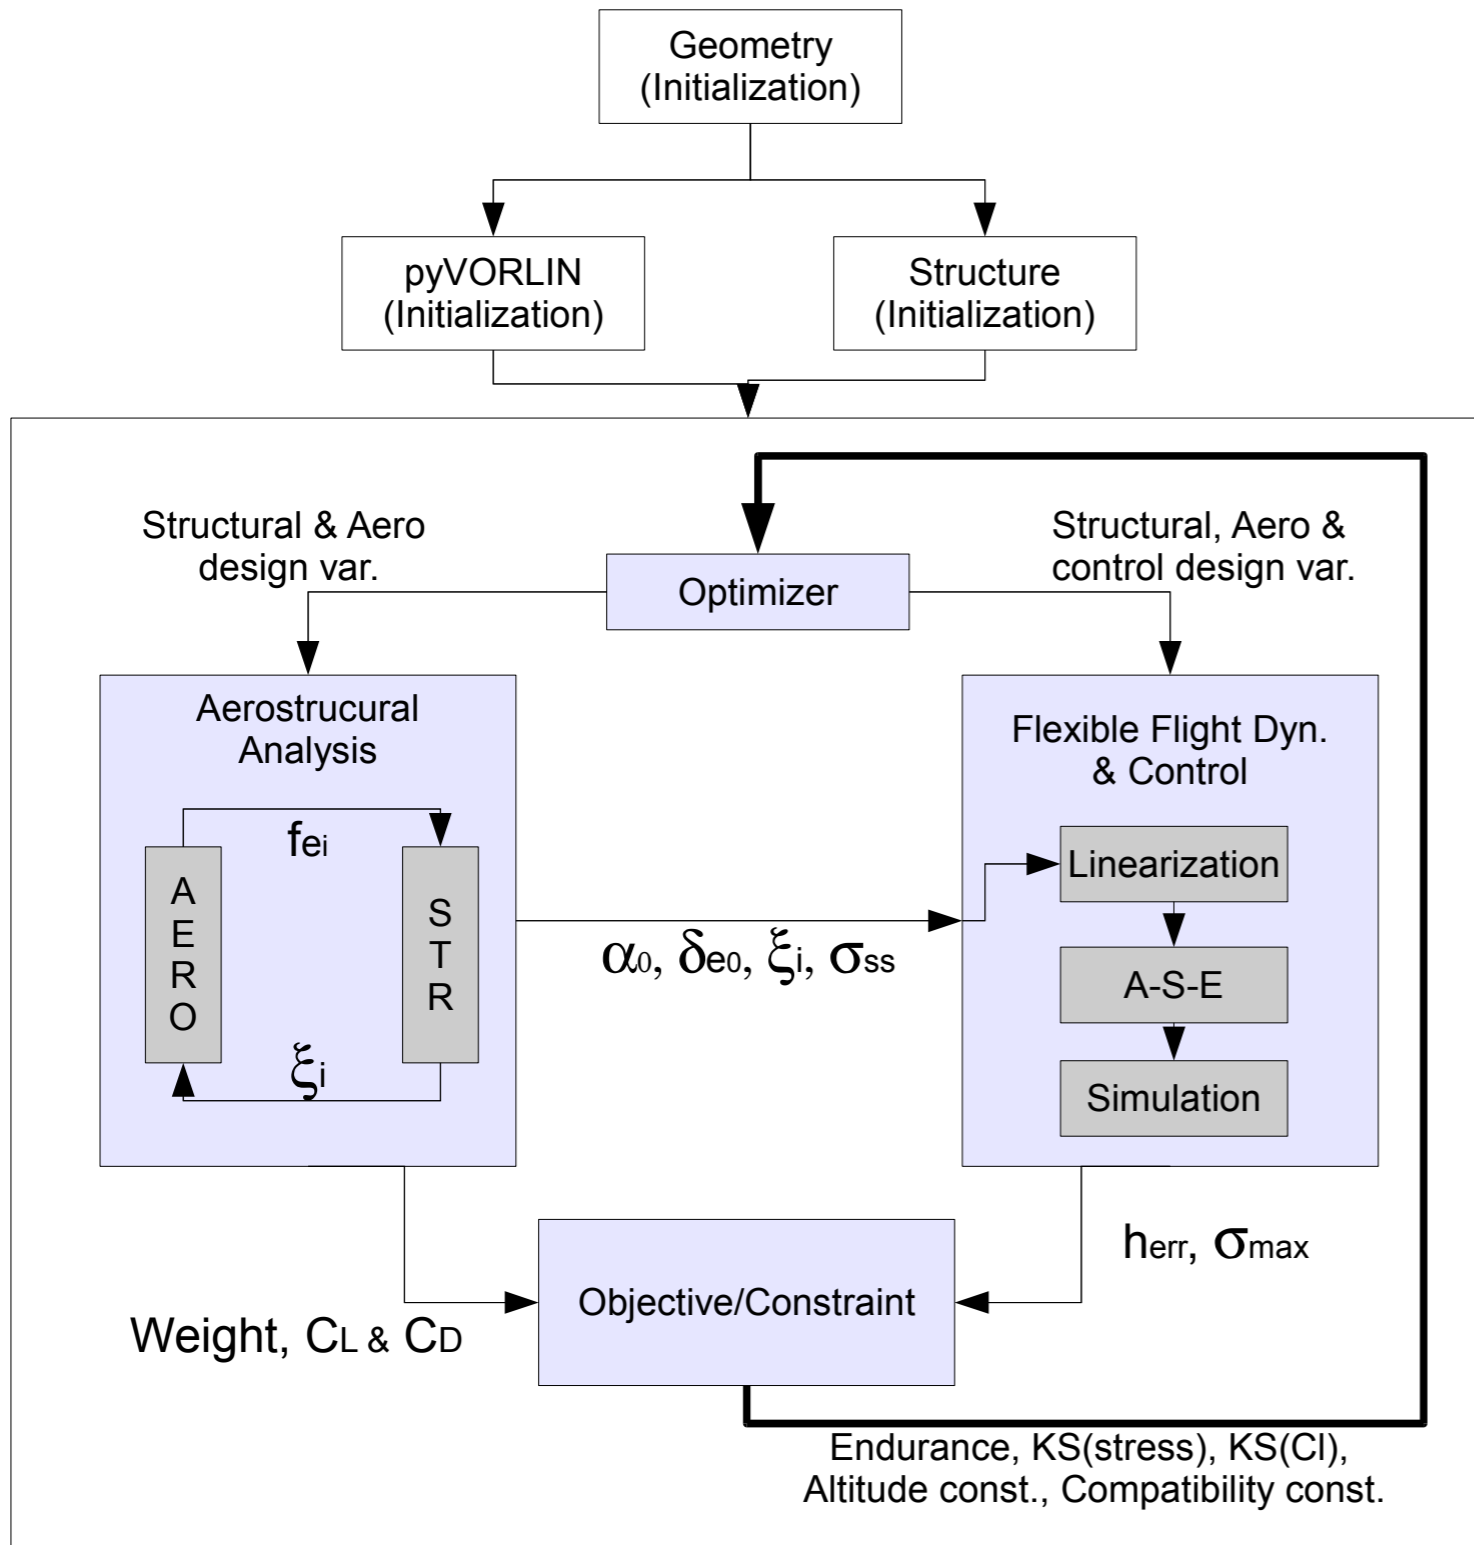 Geometry
(Initialization)
pyVORLIN
(Initialization)
Structure
(Initialization)
Structural & Aero
design var.
Structural, Aero &
control design var.
Optimizer
Aerostrucural
Analysis
Flexible Flight Dyn.
& Control
fei
AERO
STR
ξi
Linearization
A-S-E
Simulation
α0, δe0, ξi, σss
herr, σmax
Objective/Constraint
Weight, CL & CD
Endurance, KS(stress), KS(Cl),
Altitude const., Compatibility const.